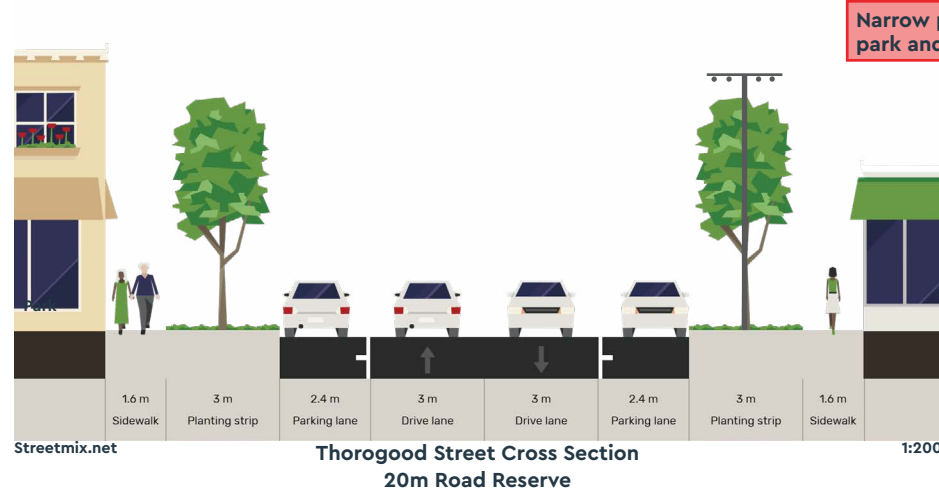 Narrow
park and
Park
1.6 m
Sidewalk
3 m
Planting strip
2.4 m
Parking lane
3 m
Drive lane
3 m
Drive lane
2.4 m
Parking lane
3 m
Planting strip
1.6 m
Sidewalk
Streetmix.net
Thorogood Street Cross Section
1:200
20m Road Reserve